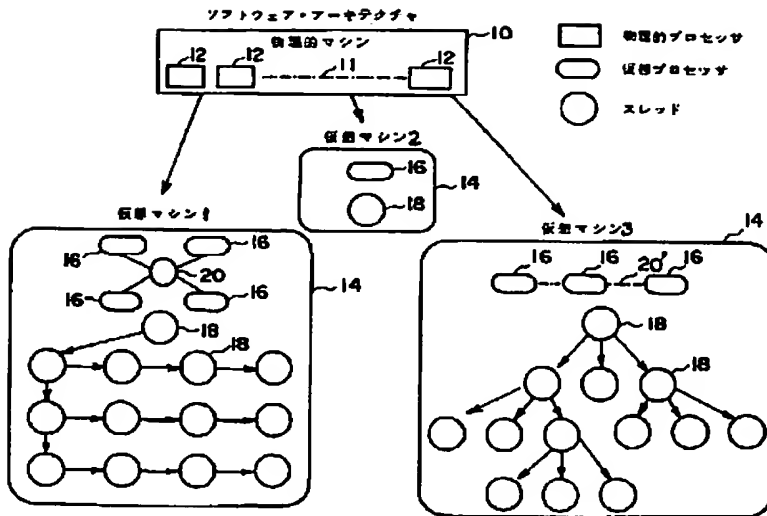 ソフトウェア・アーキテクチャ
物理的マシン
10
12
12
11
12
物理的プロセッサ
仮想プロセッサ
スレッド
仮想マシン2
16
14
18
仮想マシン1
16
16
20
16
16
14
18
18
仮想マシン3
14
16
16
20'
16
18
18